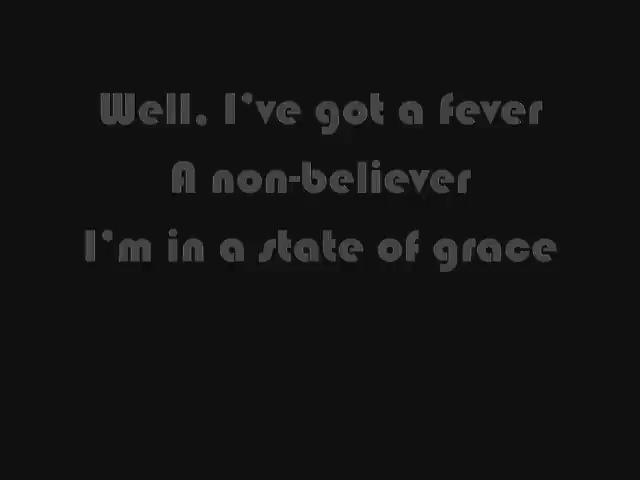 Well, I've got a fever
A non-believer
I'm in a state of grace